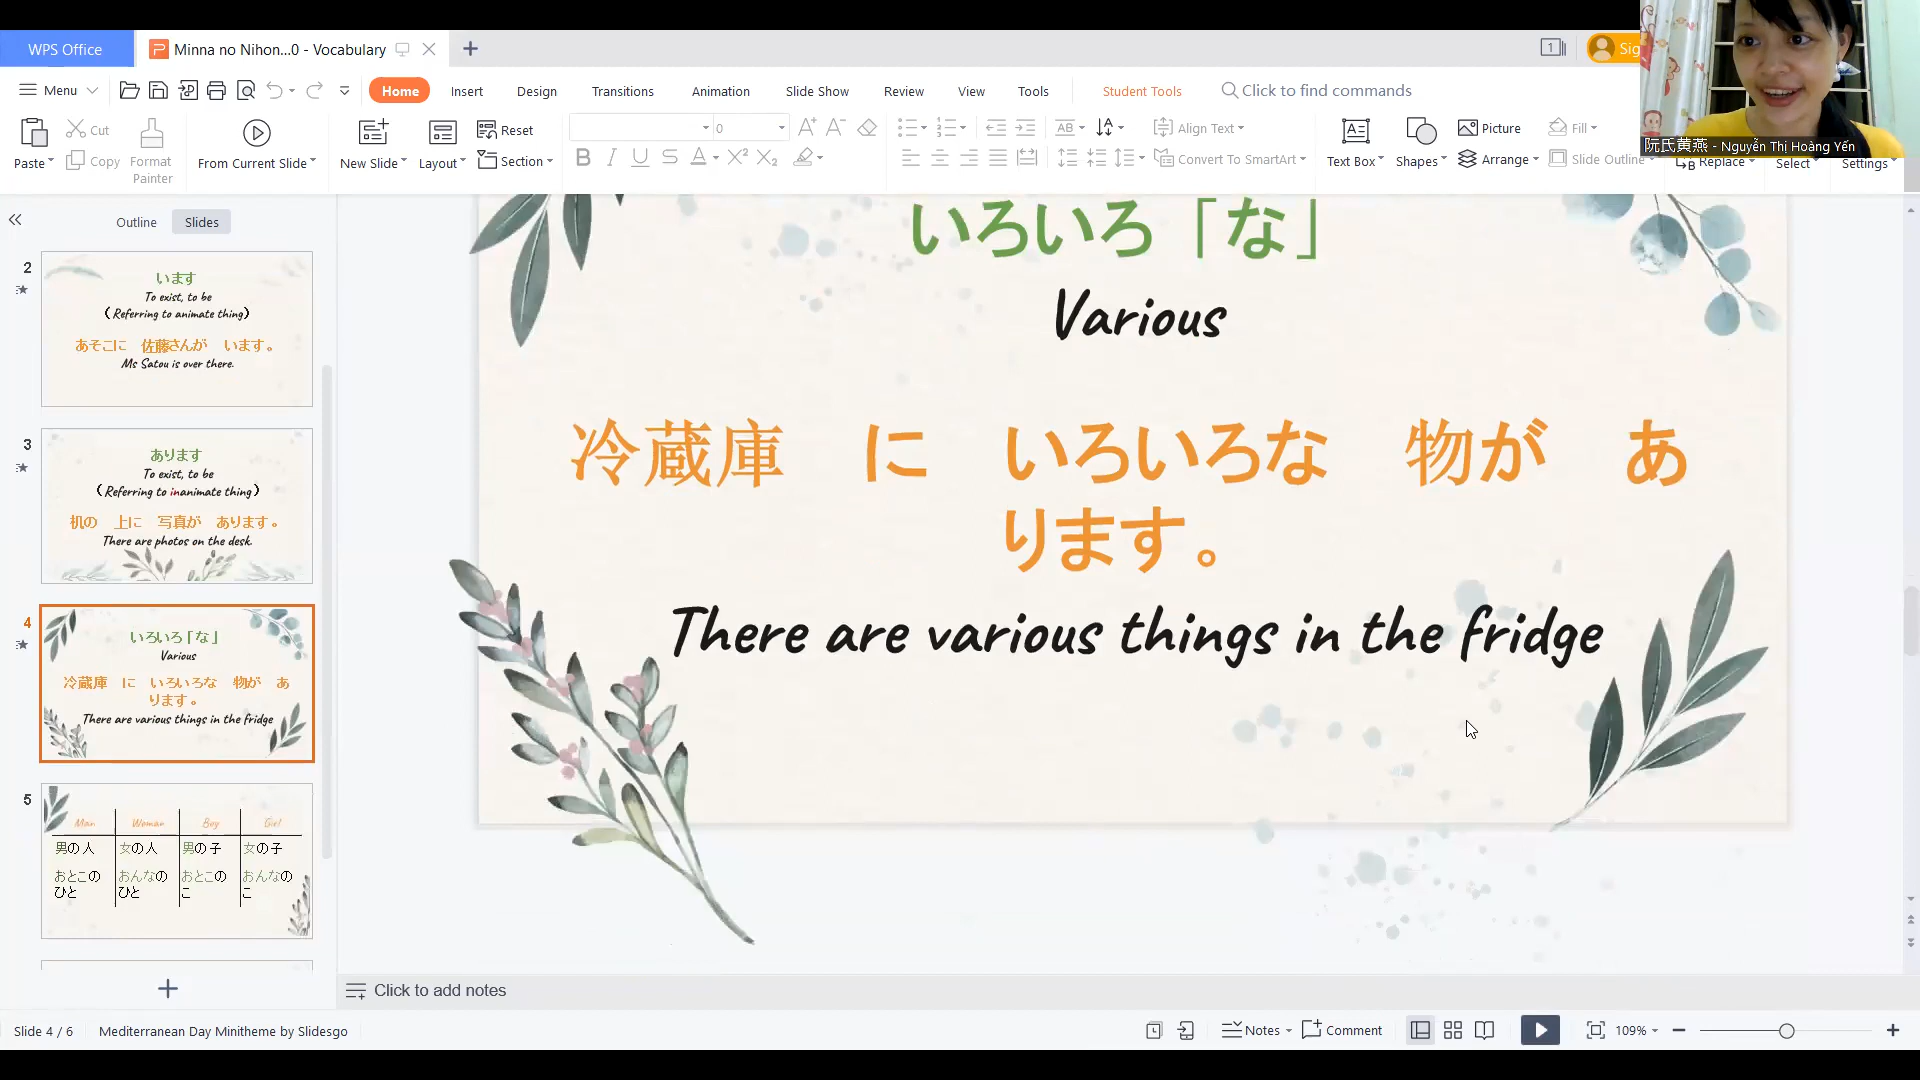 WPS Office
Minna no Nihon...0 - Vocabulary
1
Menu
Home
Insert
Design
Transitions
Animation
Slide Show
Review
View
Tools
Student Tools
Click to find commands
Paste
Cut
Copy
Format Painter
From Current Slide
New Slide
Layout
Reset
Section
0
Align Text
Convert To SmartArt
Text Box
Shapes
Picture
Arrange
Fill
Slide Outline
Replace
Select
Settings
阮氏黄燕 - Nguyễn Thị Hoàng Yến
Outline
Slides
2
います
To exist, to be
(Referring to animate thing)
あそこに 佐藤さんが います。
Ms Satou is over there.
3
あります
To exist, to be
(Referring to inanimate thing)
机の 上に 写真が あります。
There are photos on the desk.
4
いろいろ「な」
Various
冷蔵庫 に いろいろな 物が あ
ります。
There are various things in the fridge
5
Man Woman Boy Girl
男の人 女の人 男の子 女の子
おとこの おんなの おとこの おんなの
ひと ひと こ こ
いろいろ「な」
Various
冷蔵庫 に いろいろな 物が あ
ります。
There are various things in the fridge
Click to add notes
Slide 4 / 6
Mediterranean Day Minitheme by Slidesgo
Notes
Comment
109%